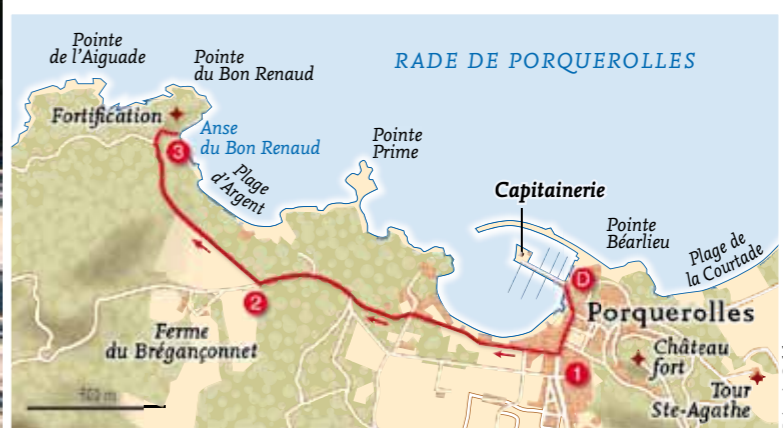 Pointe
de l'Aiguade
Pointe
du Bon Renaud
RADE DE PORQUEROLLES
Fortification
Anse
du Bon Renaud
3
Pointe
Prime
Plage
d'Argent
Capitainerie
Pointe
Béarlieu
Plage de
la Courtade
D
2
Porquerolles
Ferme
du Brégançonnet
Château
fort
1
Tour
Ste-Agathe